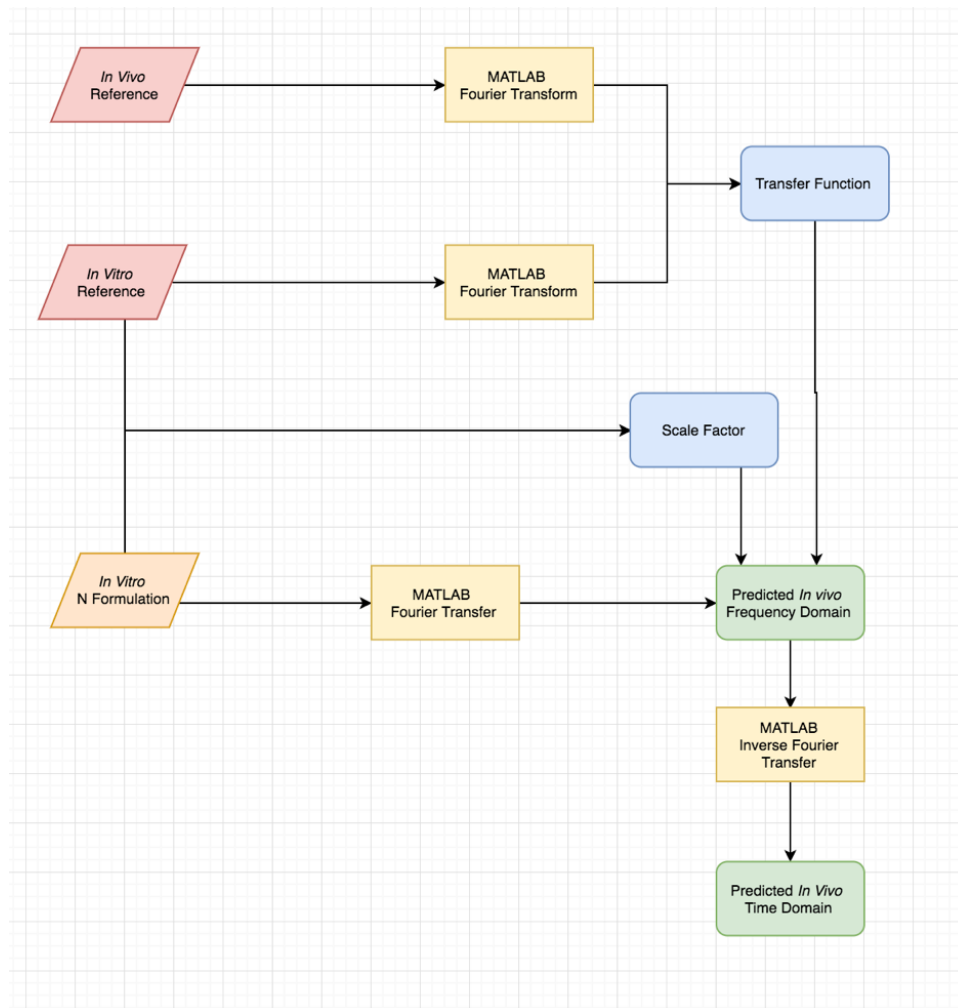 In Vivo
Reference
MATLAB
Fourier Transform
Transfer Function
In Vitro
Reference
MATLAB
Fourier Transform
Scale Factor
In Vitro
N Formulation
MATLAB
Fourier Transfer
Predicted In vivo
Frequency Domain
MATLAB
Inverse Fourier
Transfer
Predicted In Vivo
Time Domain